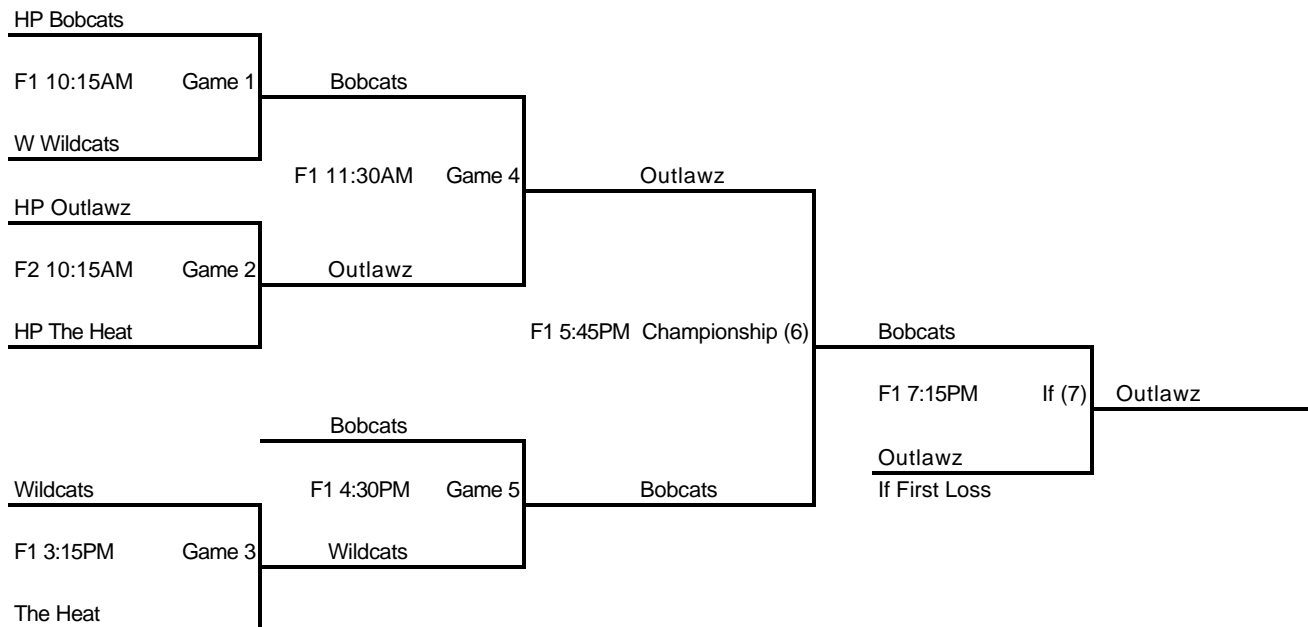 HP Bobcats
F1 10:15AM Game 1
Bobcats
W Wildcats
F1 11:30AM Game 4
Outlawz
HP Outlawz
F2 10:15AM Game 2
Outlawz
HP The Heat
F1 5:45PM Championship (6)
Bobcats
F1 7:15PM If (7)
Outlawz
Bobcats
Outlawz
Wildcats
F1 4:30PM Game 5
Bobcats
If First Loss
F1 3:15PM Game 3
Wildcats
The Heat